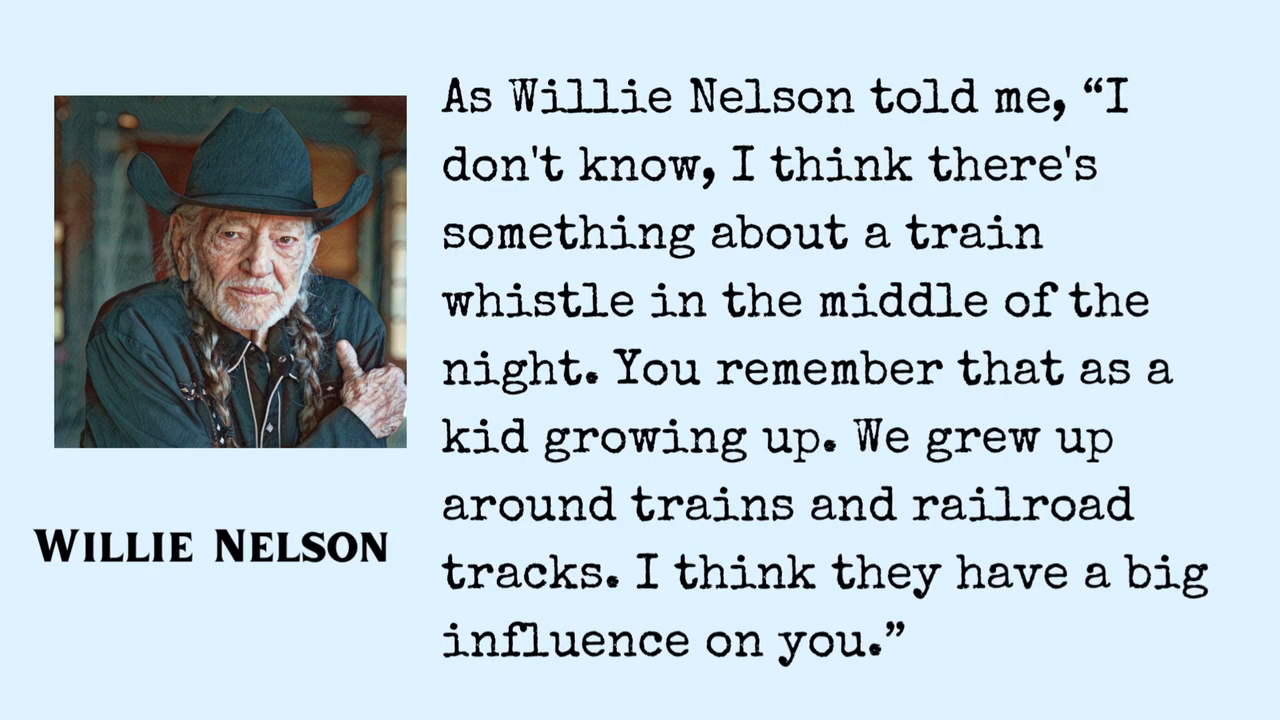 As Willie Nelson told me, “I
don't know, I think there's
something about a train
whistle in the middle of the
night. You remember that as a
kid growing up. We grew up
around trains and railroad
tracks. I think they have a big
influence on you.”
Willie Nelson